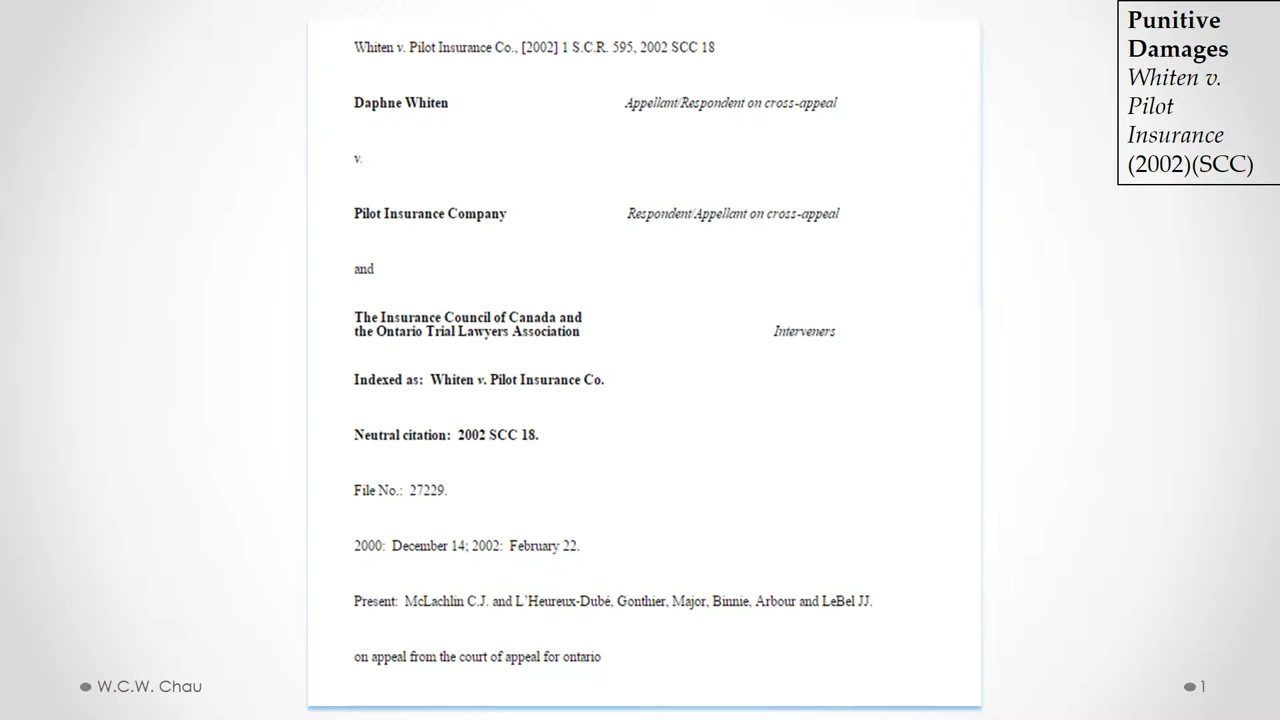 Whiten v. Pilot Insurance Co., [2002] 1 S.C.R. 595, 2002 SCC 18
Daphne Whiten Appellant/Respondent on cross-appeal
v.
Pilot Insurance Company Respondent/Appellant on cross-appeal
and
The Insurance Council of Canada and
the Ontario Trial Lawyers Association Interveners
Indexed as: Whiten v. Pilot Insurance Co.
Neutral citation: 2002 SCC 18.
File No.: 27229.
2000: December 14; 2002: February 22.
Present: McLachlin C.J. and L’Heureux-Dubé, Gonthier, Major, Binnie, Arbour and LeBel JJ.
on appeal from the court of appeal for ontario
Punitive
Damages
Whiten v.
Pilot
Insurance
(2002)(SCC)
W.C.W. Chau
1